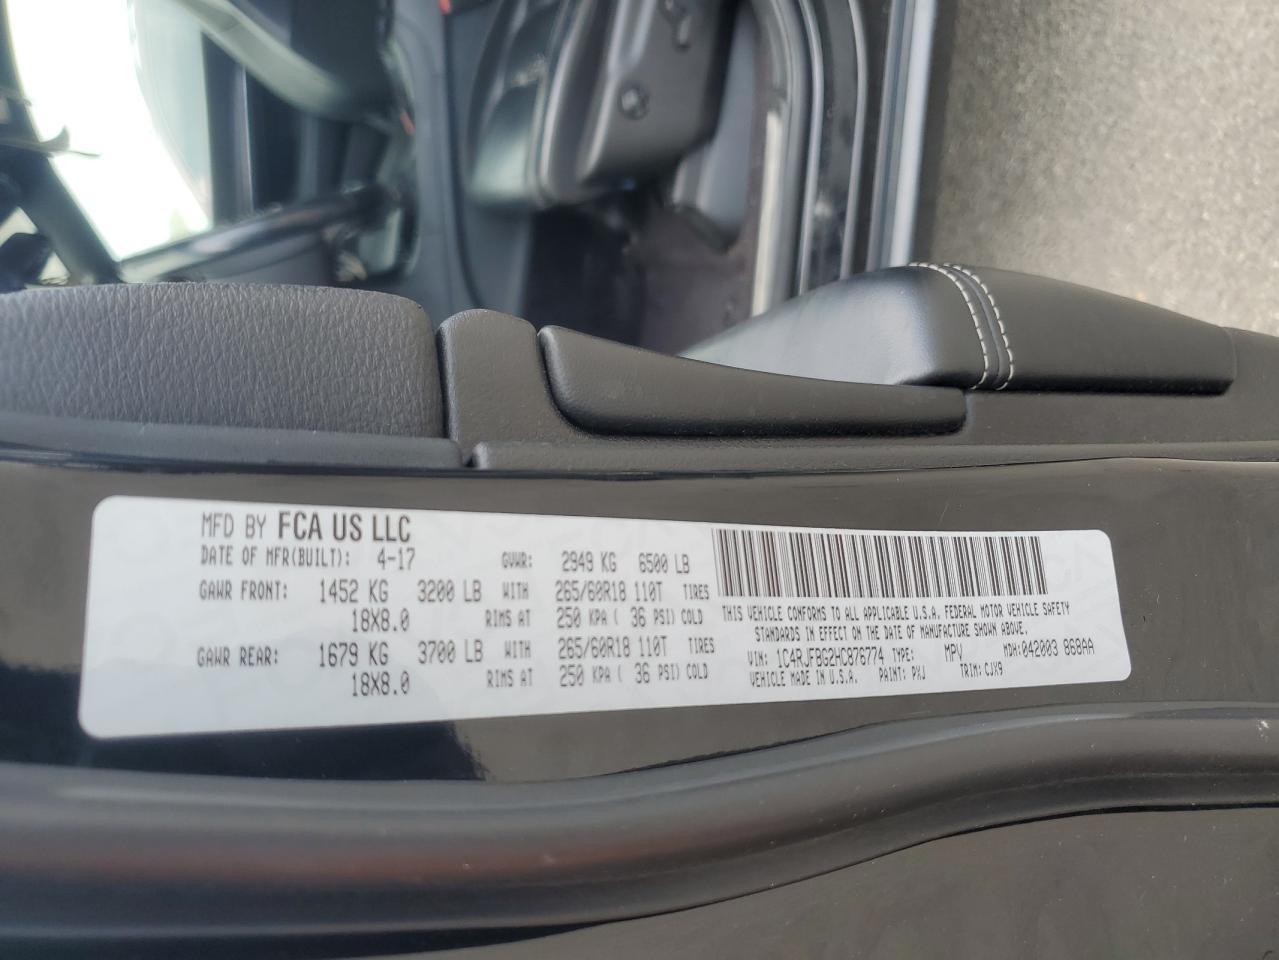 MFD BY FCA US LLC
DATE OF MFR(BUILT): 4-17 GVWR: 2949 KG 6500 LB
GAWR FRONT: 1452 KG 3200 LB WITH 265/60R18 110T TIRES
18X8.0 RIMS AT 250 KPA ( 36 PSI) COLD
GAWR REAR: 1679 KG 3700 LB WITH 265/60R18 110T TIRES
18X8.0 RIMS AT 250 KPA ( 36 PSI) COLD
THIS VEHICLE CONFORMS TO ALL APPLICABLE U.S.A. FEDERAL MOTOR VEHICLE SAFETY
STANDARDS IN EFFECT ON THE DATE OF MANUFACTURE SHOWN ABOVE.
VIN: 1C4RJFBG2HC876774 TYPE: MPV MDH: 042003 868AA
VEHICLE MADE IN U.S.A. PAINT: PXJ TRIM: CJX9